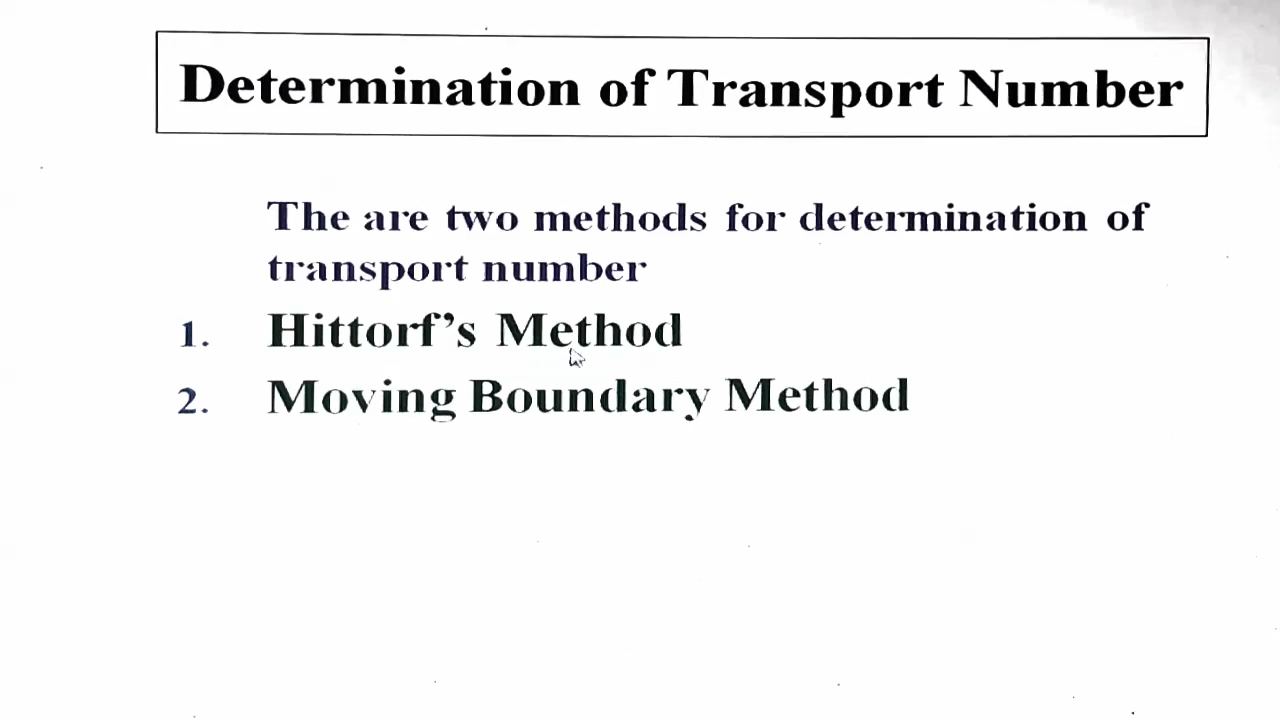 Determination of Transport Number
The are two methods for determination of
transport number
1. Hittorf’s Method
2. Moving Boundary Method